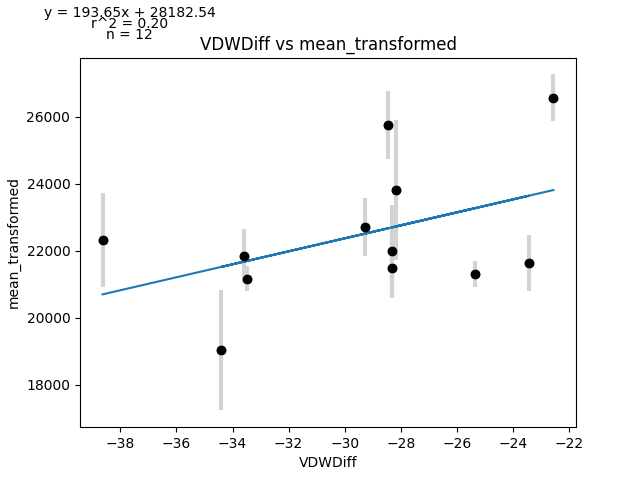 y = 193.65x + 28182.54
r^2 = 0.20
n = 12
VDWDiff vs mean_transformed
26000
24000
22000
20000
18000
mean_transformed
−38 −36 −34 −32 −30 −28 −26 −24 −22
VDWDiff